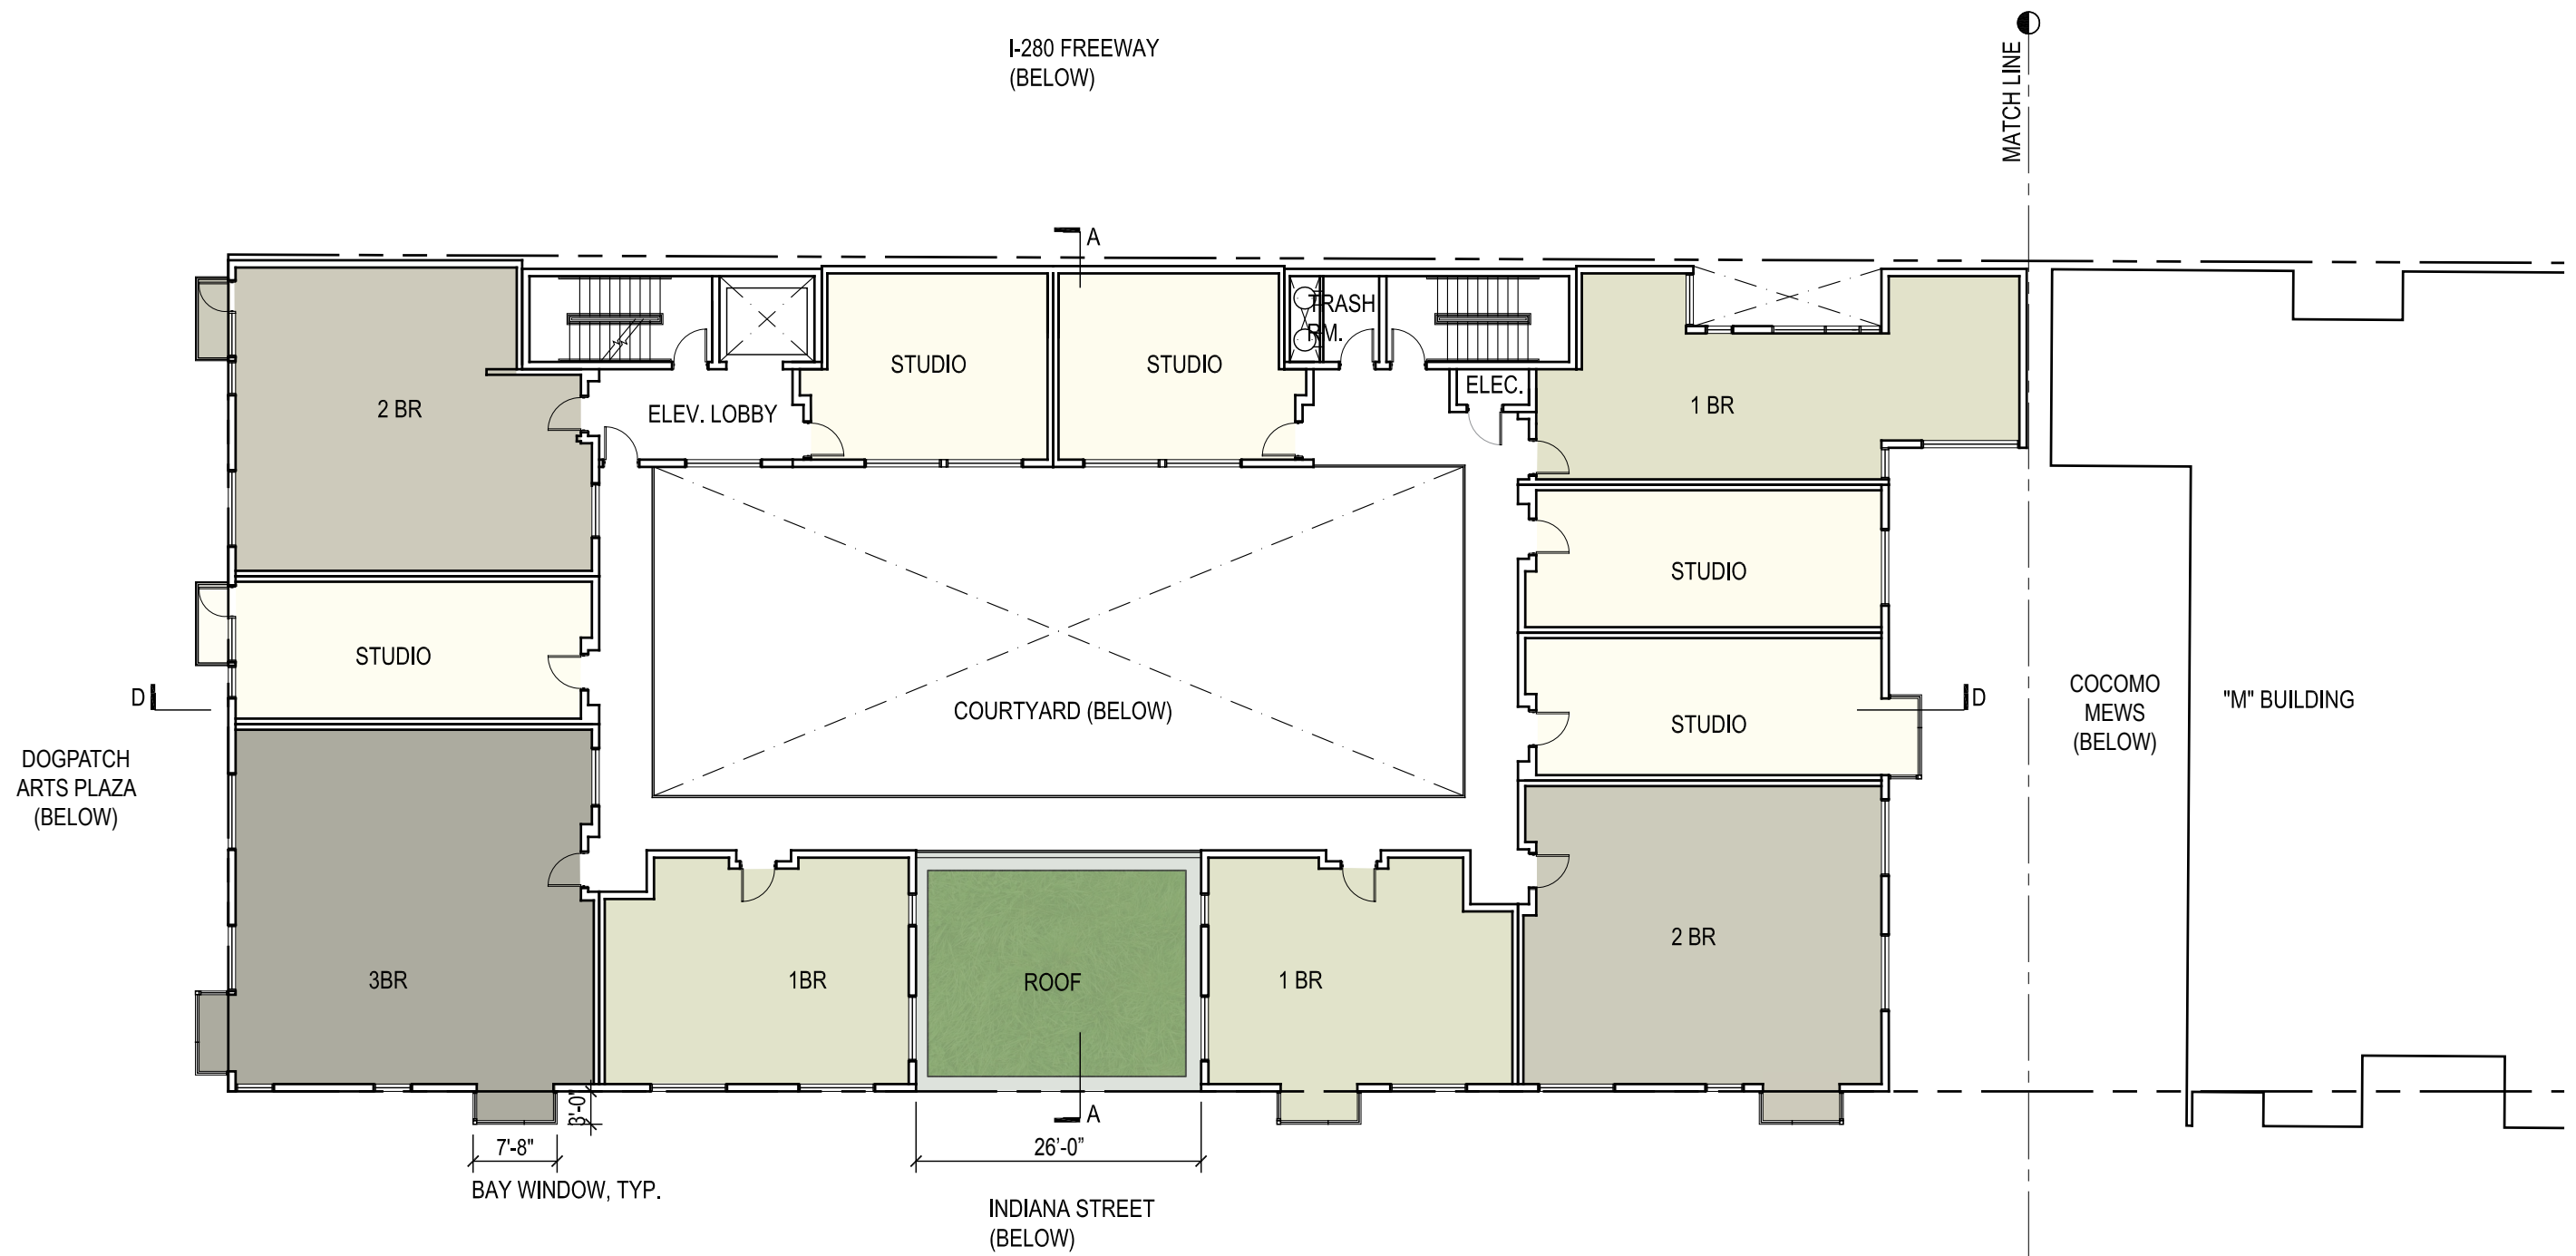 I-280 FREEWAY
(BELOW)
MATCH LINE
A
TRASH
RM.
STUDIO
STUDIO
ELEC.
2 BR
ELEV. LOBBY
1 BR
STUDIO
STUDIO
D
COURTYARD (BELOW)
STUDIO
D
COCOMO
MEWS
(BELOW)
"M" BUILDING
DOGPATCH
ARTS PLAZA
(BELOW)
2 BR
3BR
1BR
ROOF
1 BR
3'-0"
A
7'-8"
26'-0"
BAY WINDOW, TYP.
INDIANA STREET
(BELOW)